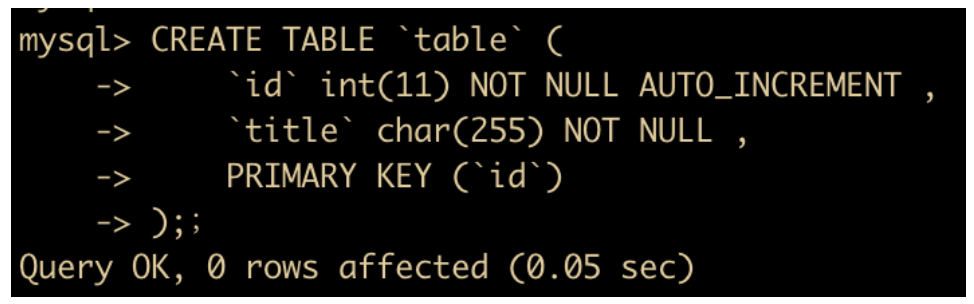 mysql> CREATE TABLE `table` (
    ->     `id` int(11) NOT NULL AUTO_INCREMENT ,
    ->     `title` char(255) NOT NULL ,
    ->     PRIMARY KEY (`id`)
    -> );;
Query OK, 0 rows affected (0.05 sec)